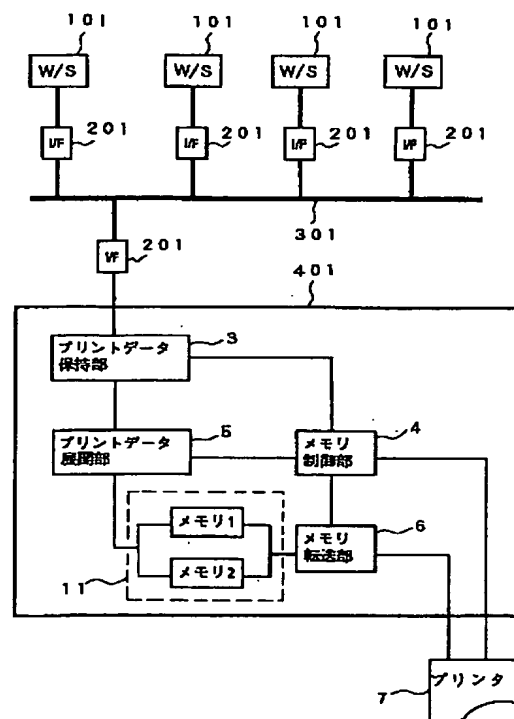 101 101 101 101
W/S W/S W/S W/S
I/F 201 I/F 201 I/F 201 I/F 201
301
I/F 201
401
プリントデータ
保持部
3
プリントデータ
展開部
5
メモリ
制御部
4
メモリ1
メモリ2
11
メモリ
転送部
6
プリンタ
7